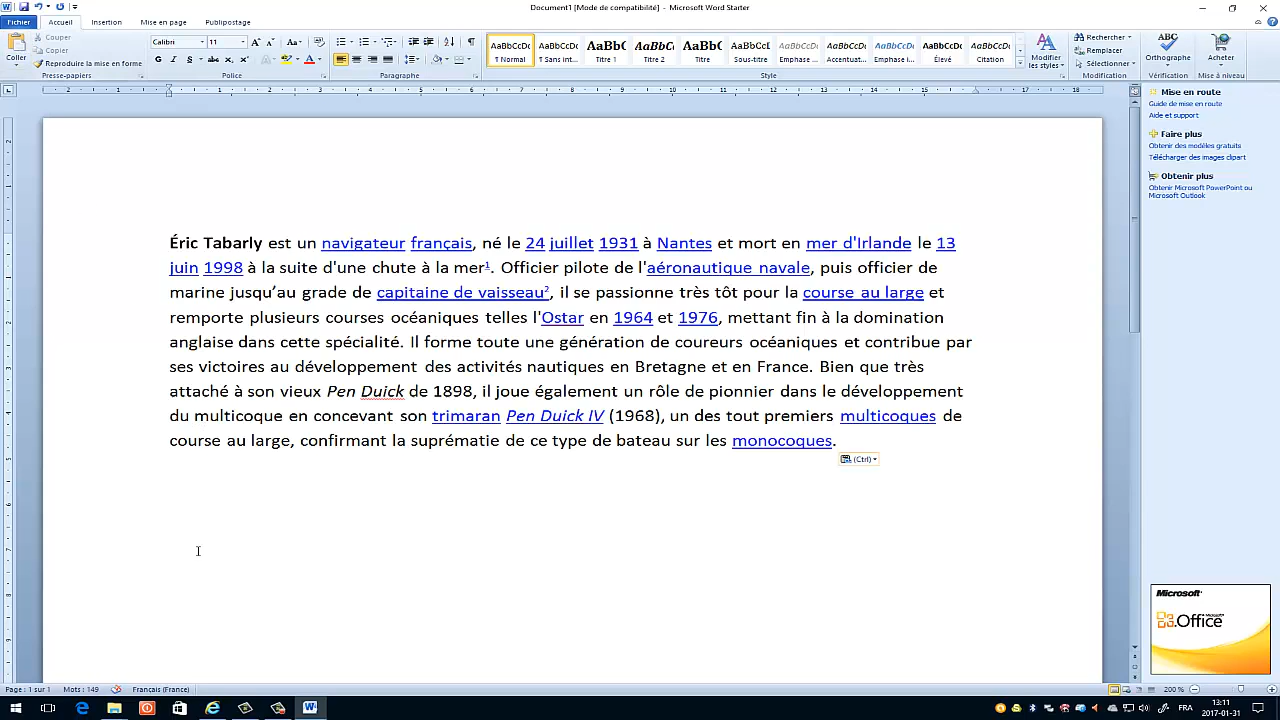 Document1 [Mode de compatibilité] - Microsoft Word Starter
Fichier Accueil Insertion Mise en page Publipostage
Coller
Couper
Copier
Reproduire la mise en forme
Presse-papiers
Calibri 11
Police
Paragraphe
AaBbCcDc ¶ Normal
AaBbCcDc ¶ Sans int...
AaBbC Titre 1
AaBbCc Titre 2
AaBbC Titre
AaBbCcL Sous-titre
AaBbCcDc Emphase ...
AaBbCcDc Accentuat...
AaBbCcDc Emphase i...
AaBbCcDc Élevé
AaBbCcDc Citation
Modifier les styles
Style
Rechercher
Remplacer
Sélectionner
Modification
Orthographe
Vérification
Acheter
Mise à niveau
Mise en route
Guide de mise en route
Aide et support
Faire plus
Obtenir des modèles gratuits
Télécharger des images clipart
Obtenir plus
Obtenir Microsoft PowerPoint ou
Microsoft Outlook
Éric Tabarly est un navigateur français, né le 24 juillet 1931 à Nantes et mort en mer d'Irlande le 13
juin 1998 à la suite d'une chute à la mer¹. Officier pilote de l'aéronautique navale, puis officier de
marine jusqu’au grade de capitaine de vaisseau², il se passionne très tôt pour la course au large et
remporte plusieurs courses océaniques telles l'Ostar en 1964 et 1976, mettant fin à la domination
anglaise dans cette spécialité. Il forme toute une génération de coureurs océaniques et contribue par
ses victoires au développement des activités nautiques en Bretagne et en France. Bien que très
attaché à son vieux Pen Duick de 1898, il joue également un rôle de pionnier dans le développement
du multicoque en concevant son trimaran Pen Duick IV (1968), un des tout premiers multicoques de
course au large, confirmant la suprématie de ce type de bateau sur les monocoques.
(Ctrl)
Microsoft
Office
Page : 1 sur 1 Mots : 149 Français (France) 200 %
FRA 13:11
2017-01-31